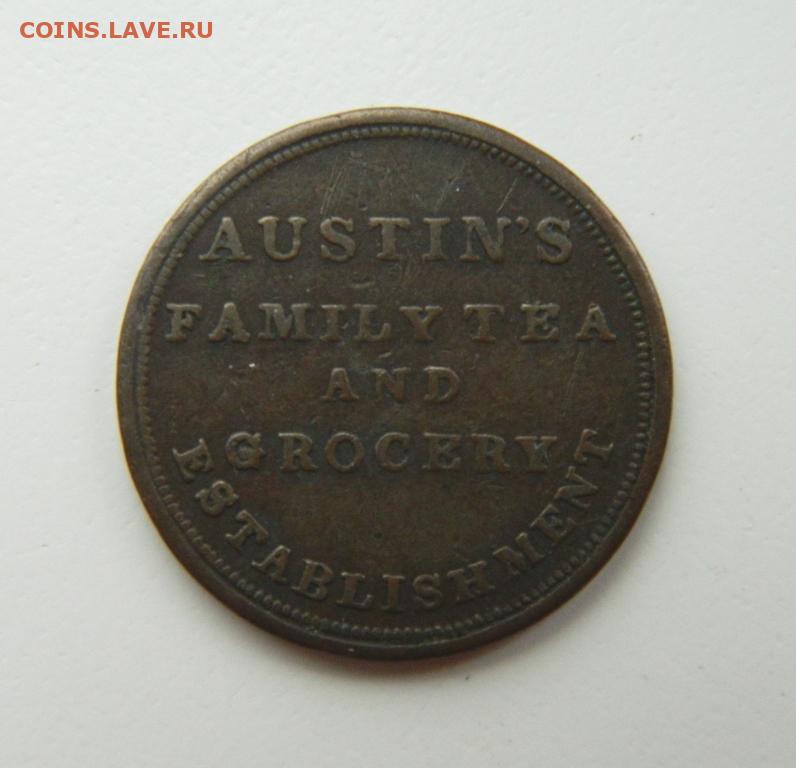 COINS.LAVE.RU
AUSTIN'S
FAMILY TEA
AND
GROCERY
ESTABLISHMENT